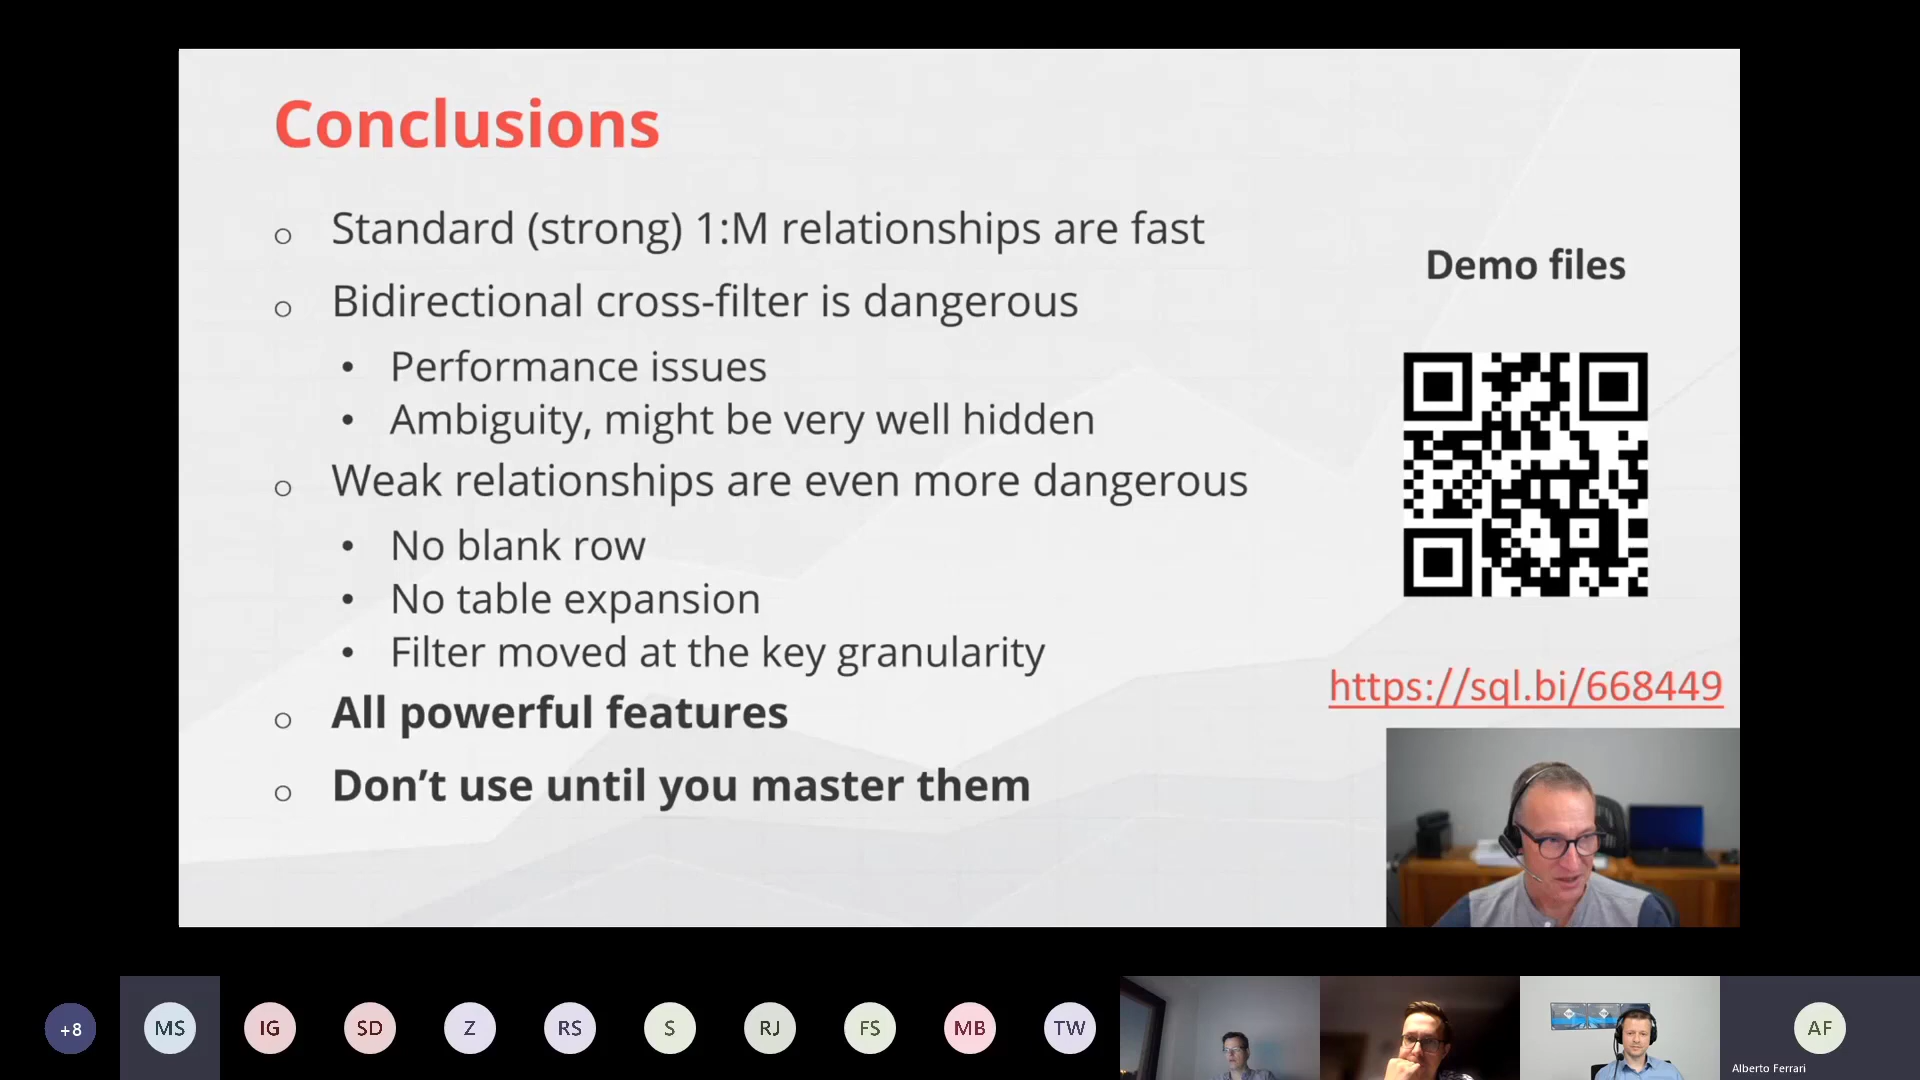 Conclusions
Standard (strong) 1:M relationships are fast
Bidirectional cross-filter is dangerous
Performance issues
Ambiguity, might be very well hidden
Weak relationships are even more dangerous
No blank row
No table expansion
Filter moved at the key granularity
All powerful features
Don’t use until you master them
Demo files
https://sql.bi/668449
+8
MS
IG
SD
Z
RS
S
RJ
FS
MB
TW
AF
Alberto Ferrari